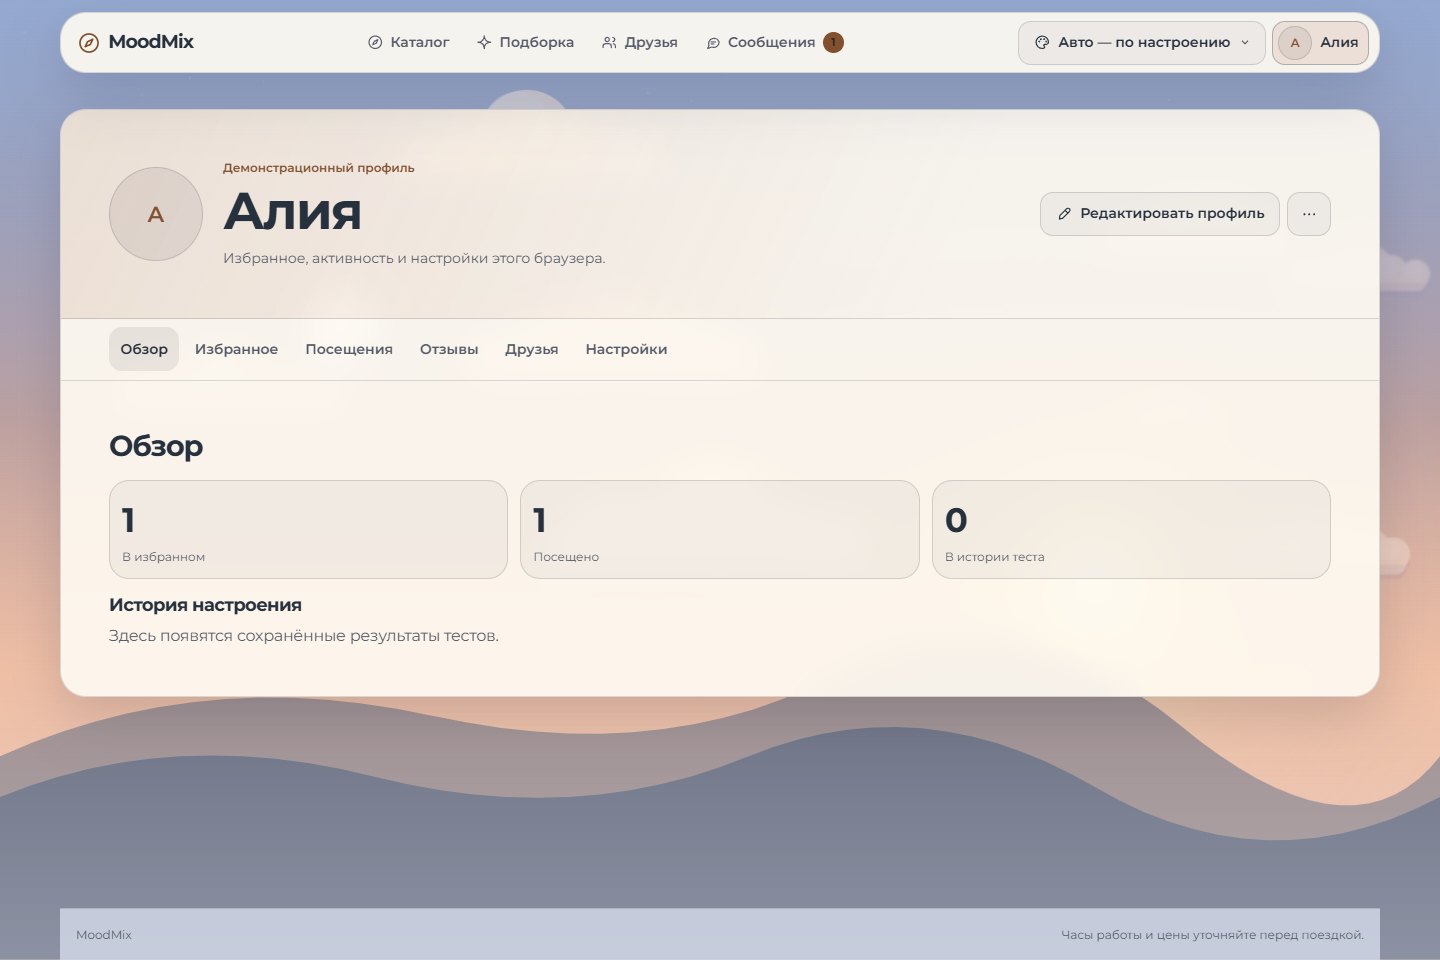 MoodMix
Каталог
Подборка
Друзья
Сообщения 1
Авто — по настроению
А Алия
А
Демонстрационный профиль
Алия
Избранное, активность и настройки этого браузера.
Редактировать профиль
...
Обзор
Избранное
Посещения
Отзывы
Друзья
Настройки
Обзор
1
В избранном
1
Посещено
0
В истории теста
История настроения
Здесь появятся сохранённые результаты тестов.
MoodMix
Часы работы и цены уточняйте перед поездкой.